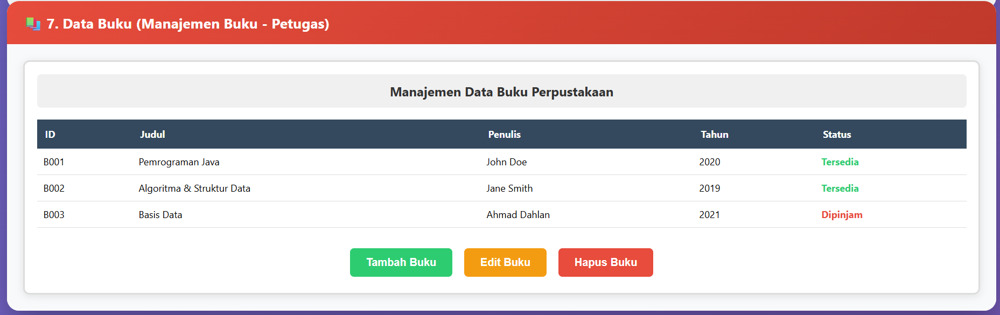 7. Data Buku (Manajemen Buku - Petugas)
Manajemen Data Buku Perpustakaan
ID Judul Penulis Tahun Status
B001 Pemrograman Java John Doe 2020 Tersedia
B002 Algoritma & Struktur Data Jane Smith 2019 Tersedia
B003 Basis Data Ahmad Dahlan 2021 Dipinjam
Tambah Buku Edit Buku Hapus Buku